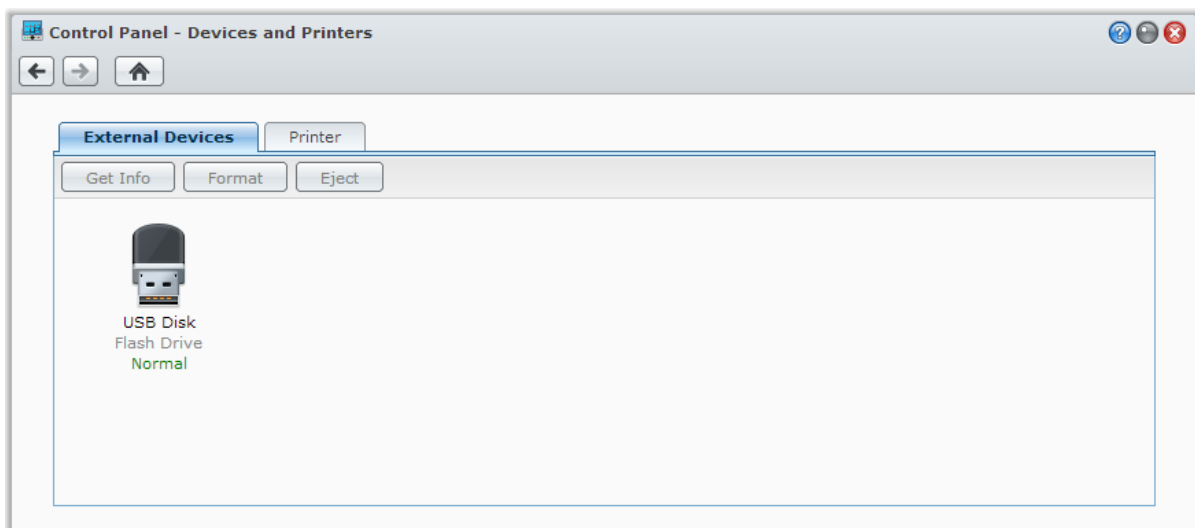 Control Panel - Devices and Printers
External Devices Printer
Get Info Format Eject
USB Disk
Flash Drive
Normal